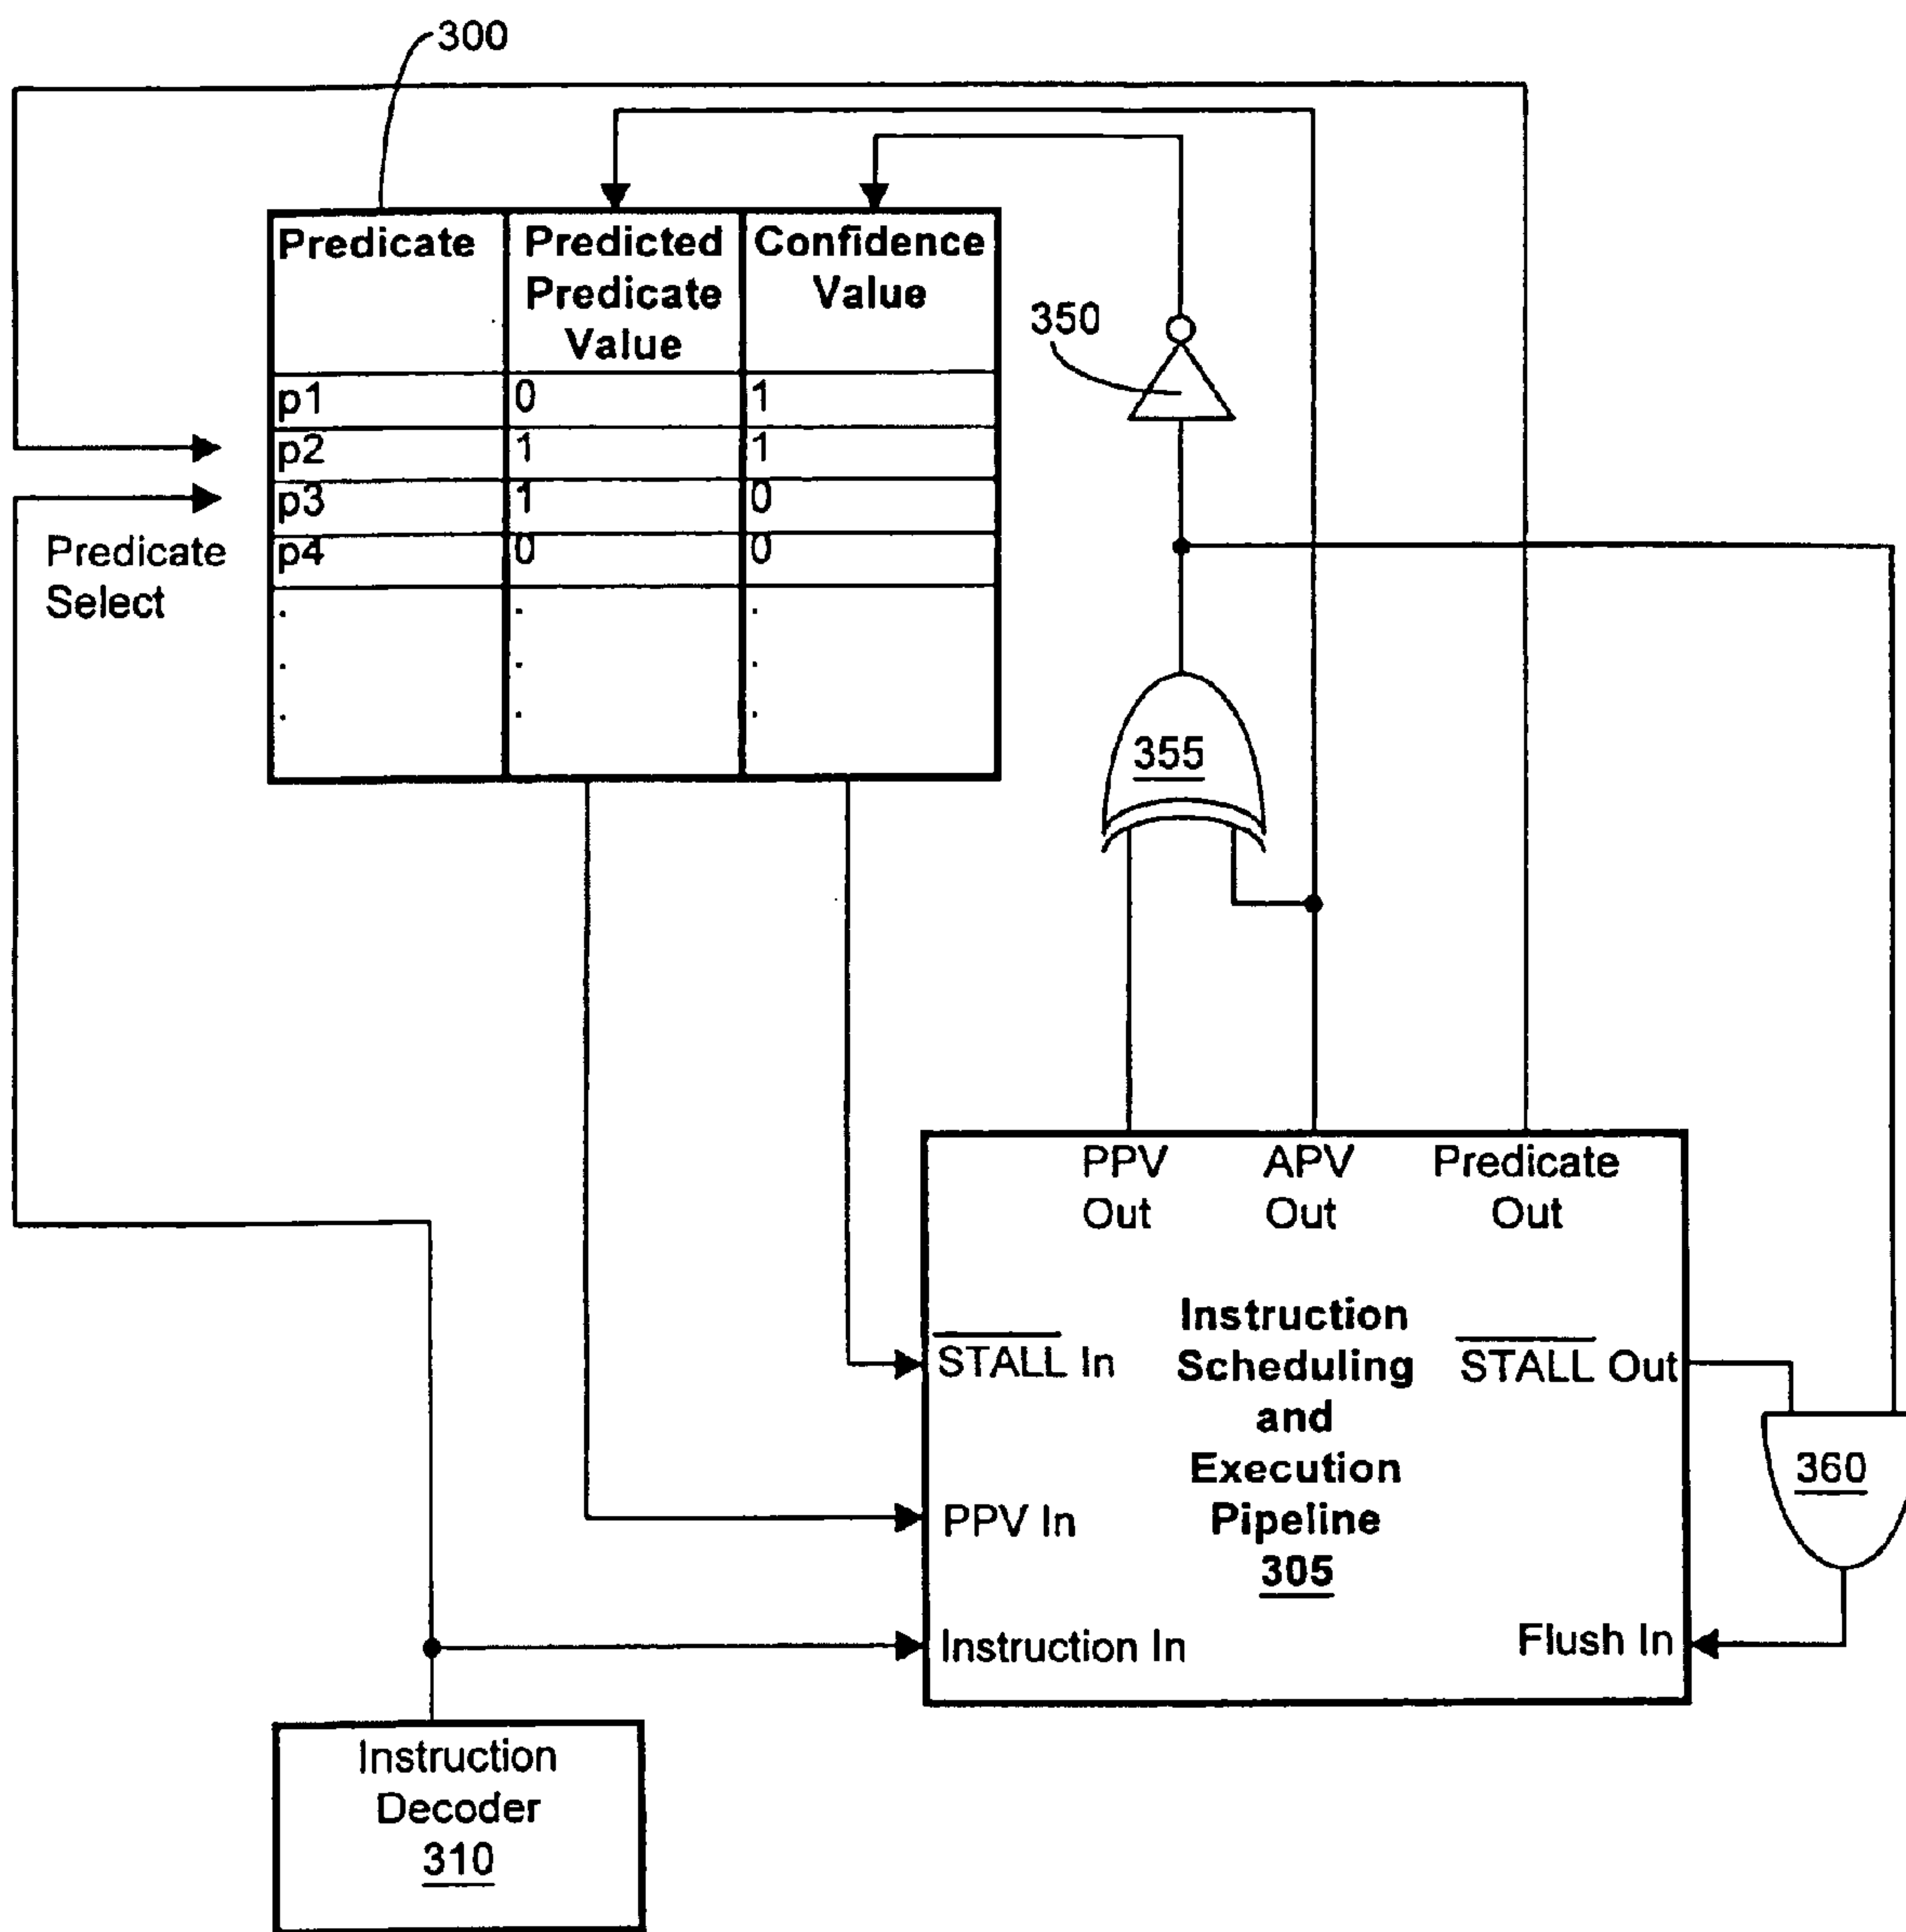 300
Predicate Predicted Confidence
Predicate Value
Value
350
p1 0 1
p2 1 1
p3 1 0
p4 0 0
. . .
. . .
. . .
Predicate
Select
355
PPV APV Predicate
Out Out Out
Instruction
STALL In Scheduling STALL Out
and
Execution 360
PPV In Pipeline
305
Instruction In Flush In
Instruction
Decoder
310